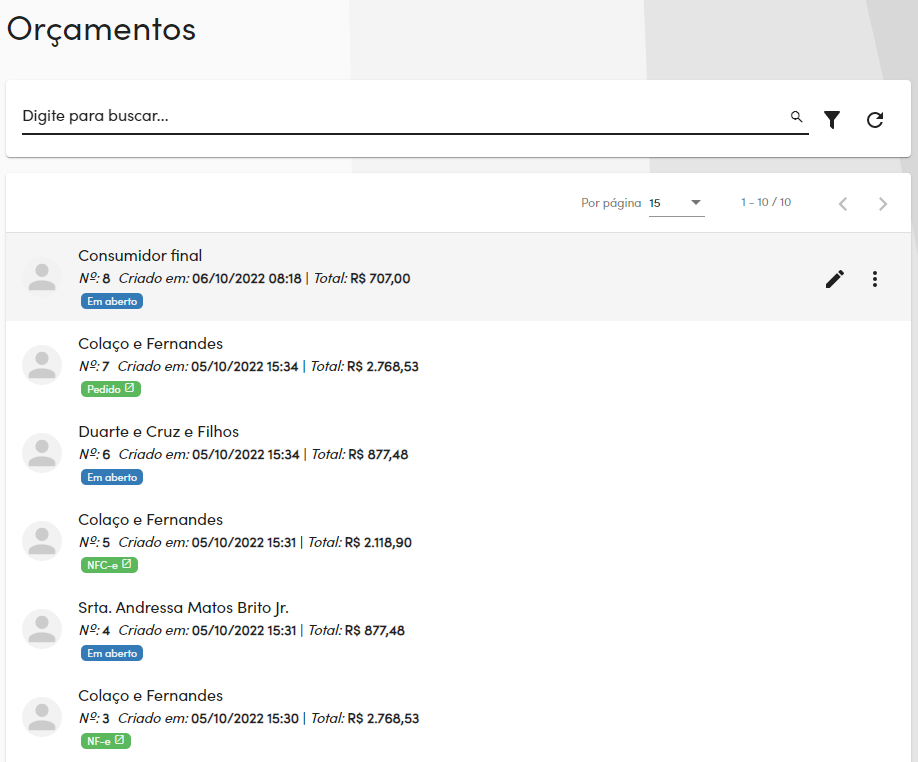 Orçamentos
Digite para buscar...
Por página 15 1 - 10 / 10
Consumidor final
Nº: 8 Criado em: 06/10/2022 08:18 | Total: R$ 707,00
Em aberto
Colaço e Fernandes
Nº: 7 Criado em: 05/10/2022 15:34 | Total: R$ 2.768,53
Pedido
Duarte e Cruz e Filhos
Nº: 6 Criado em: 05/10/2022 15:34 | Total: R$ 877,48
Em aberto
Colaço e Fernandes
Nº: 5 Criado em: 05/10/2022 15:31 | Total: R$ 2.118,90
NFC-e
Srta. Andressa Matos Brito Jr.
Nº: 4 Criado em: 05/10/2022 15:31 | Total: R$ 877,48
Em aberto
Colaço e Fernandes
Nº: 3 Criado em: 05/10/2022 15:30 | Total: R$ 2.768,53
NF-e